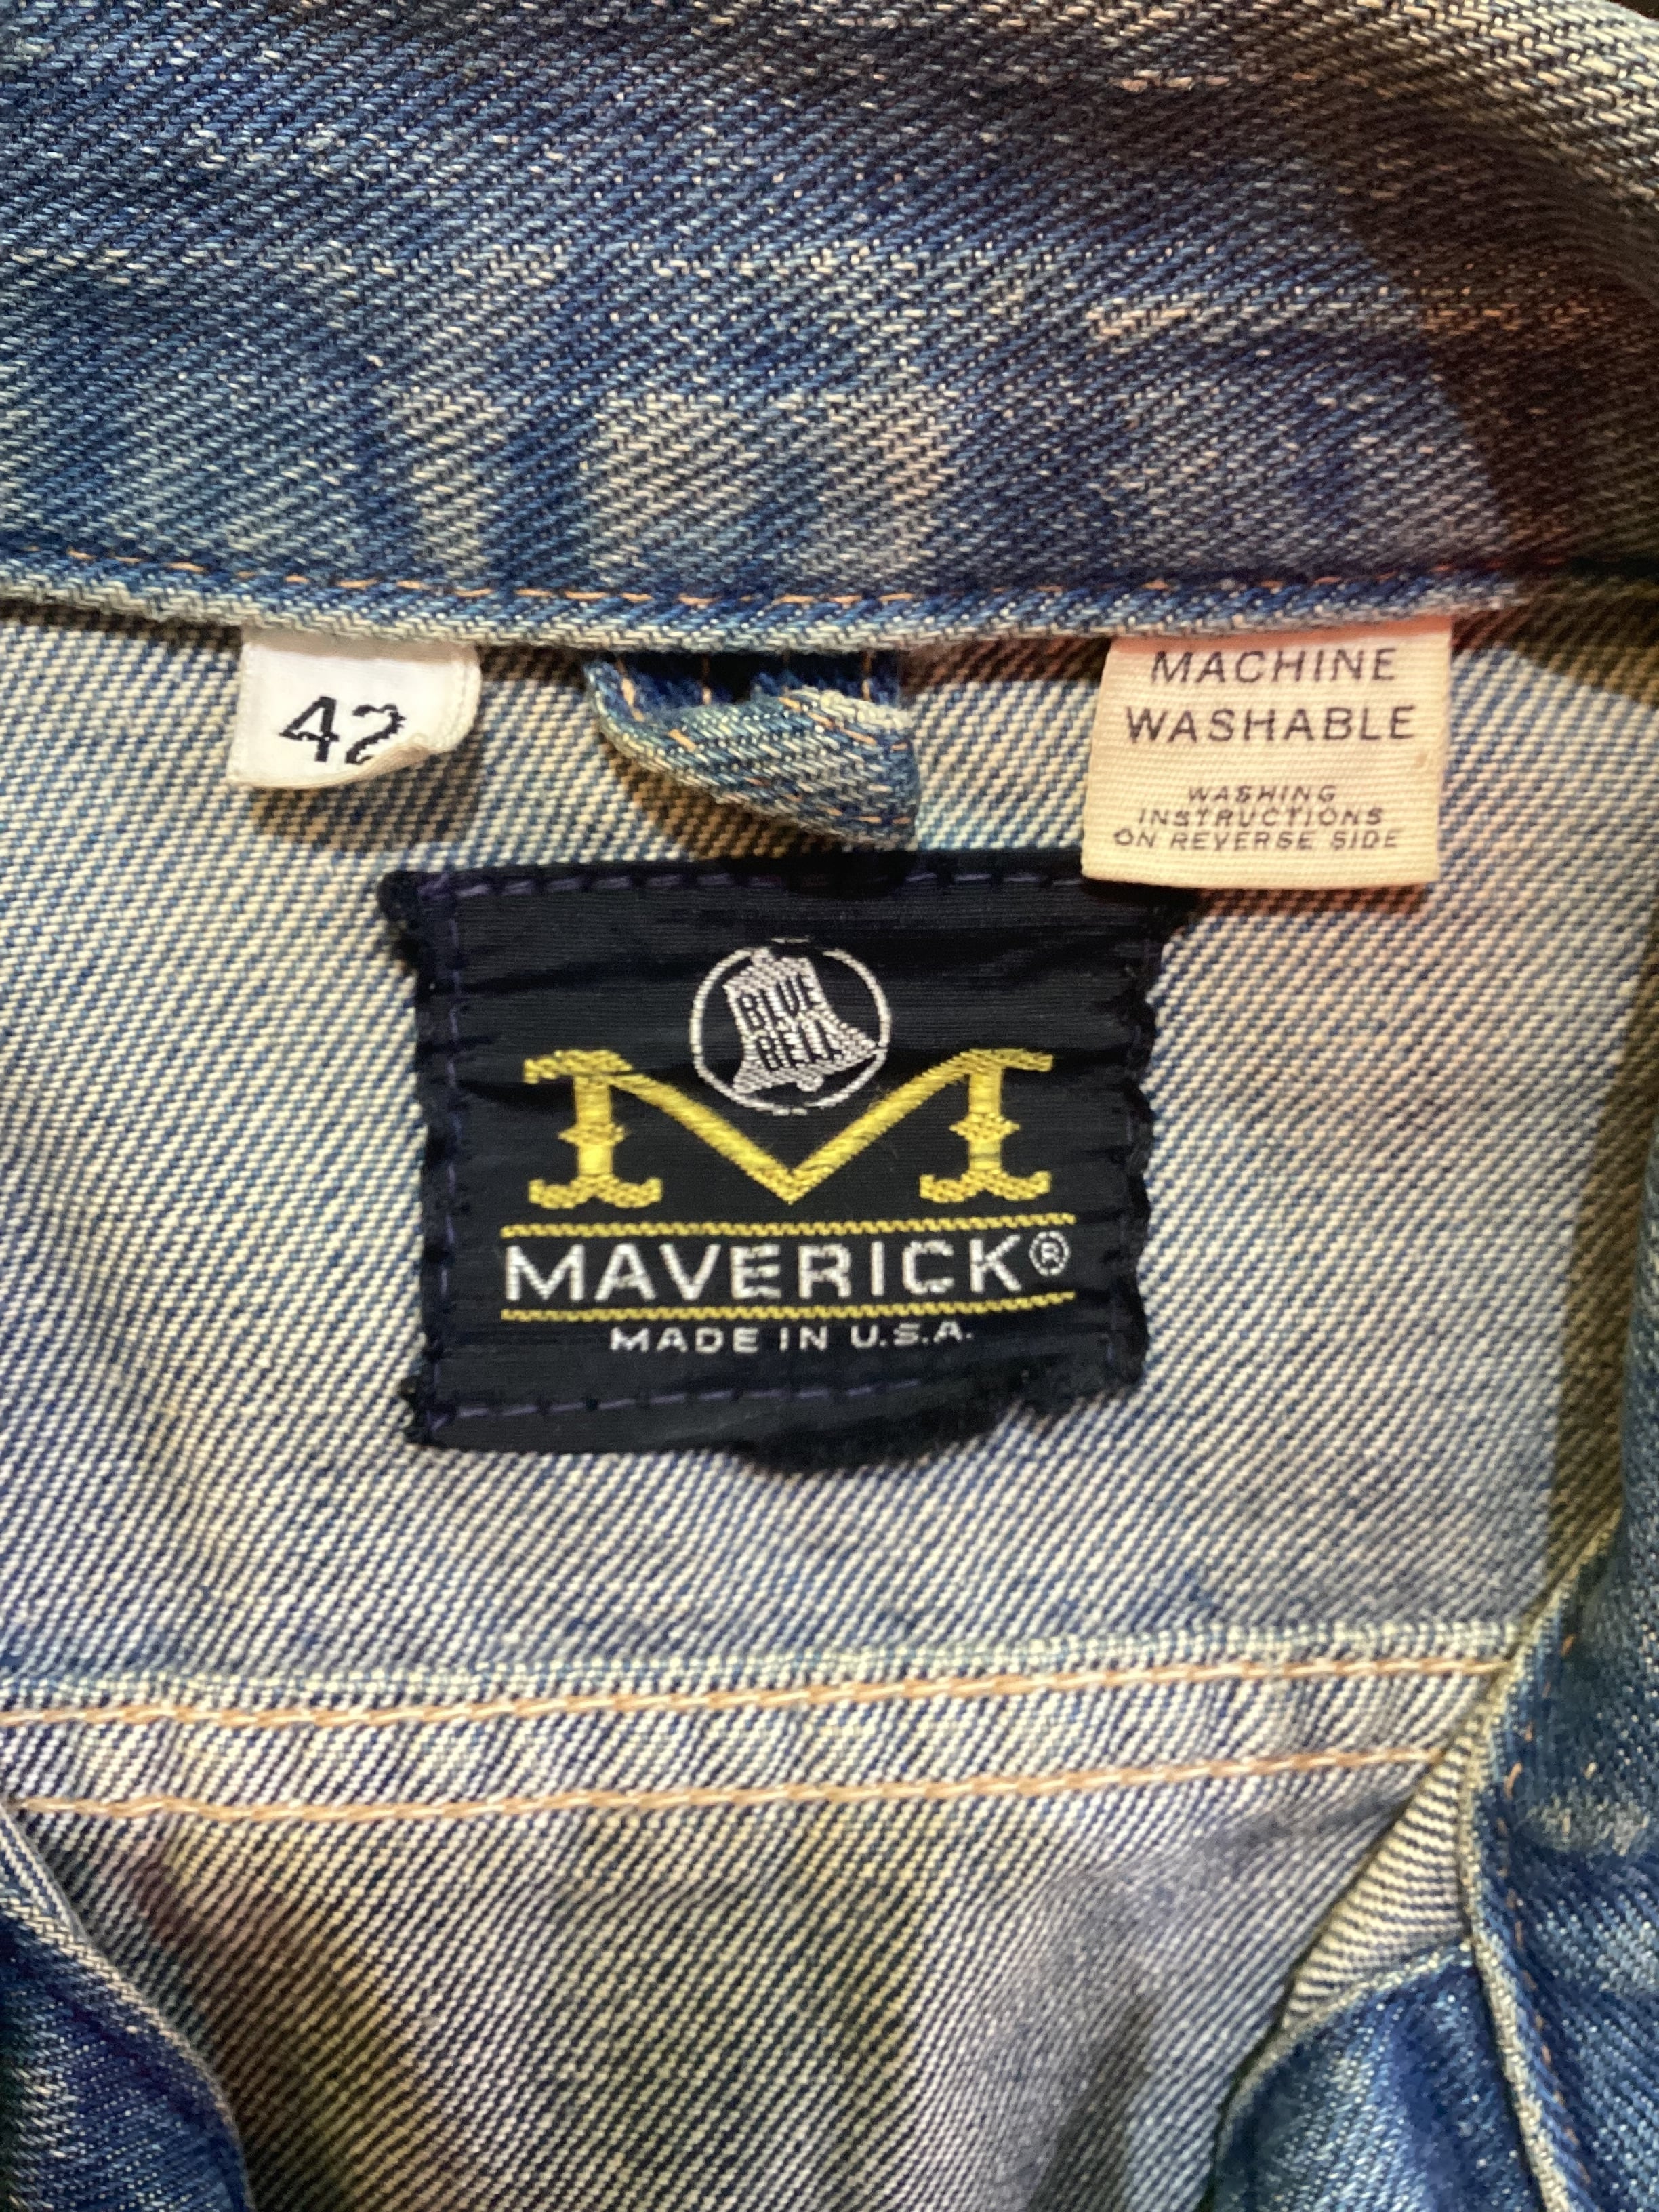 42
MACHINE
WASHABLE
WASHING
INSTRUCTIONS
ON REVERSE SIDE
BLUE
BELL
M
MAVERICK®
MADE IN U.S.A.